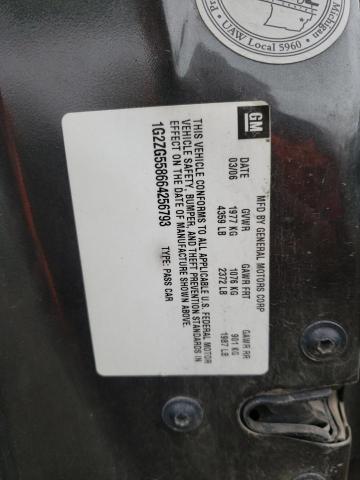 GM
MFD BY GENERAL MOTORS CORP
DATE GVWR GAWR FRT GAWR RR
03/06 1977 KG 1076 KG 901 KG
4359 LB 2372 LB 1987 LB
THIS VEHICLE CONFORMS TO ALL APPLICABLE U.S. FEDERAL MOTOR
VEHICLE SAFETY, BUMPER, AND THEFT PREVENTION STANDARDS IN
EFFECT ON THE DATE OF MANUFACTURE SHOWN ABOVE.
1G2ZG558664256793 TYPE: PASS CAR
Michigan
UAW Local 5960